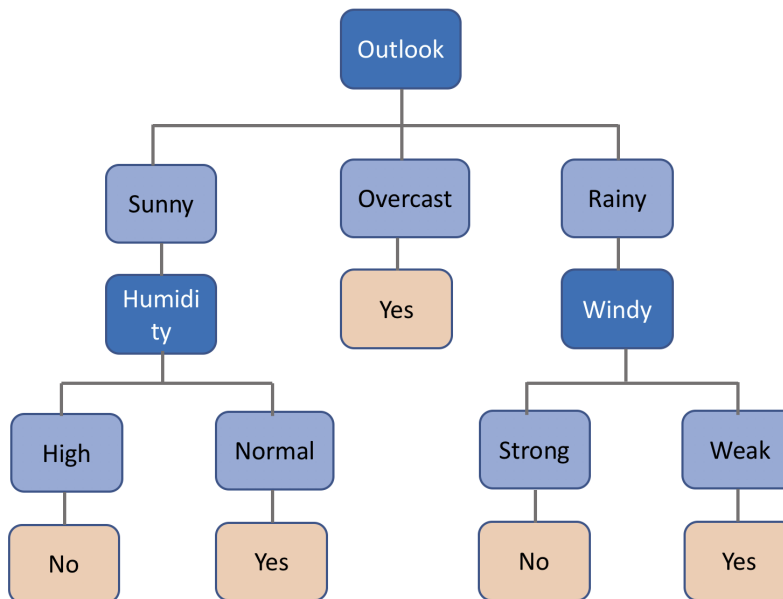 Outlook
Sunny
Overcast
Rainy
Humidi
ty
Yes
Windy
High
Normal
Strong
Weak
No
Yes
No
Yes